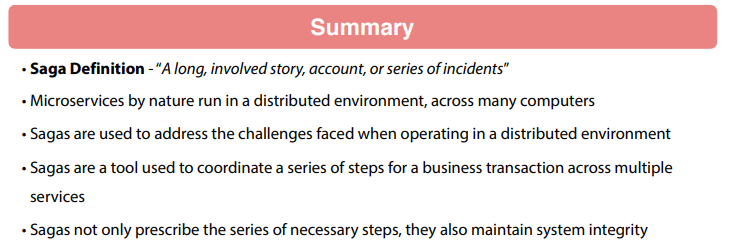 Summary
• Saga Definition - "A long, involved story, account, or series of incidents"
• Microservices by nature run in a distributed environment, across many computers
• Sagas are used to address the challenges faced when operating in a distributed environment
• Sagas are a tool used to coordinate a series of steps for a business transaction across multiple
services
• Sagas not only prescribe the series of necessary steps, they also maintain system integrity